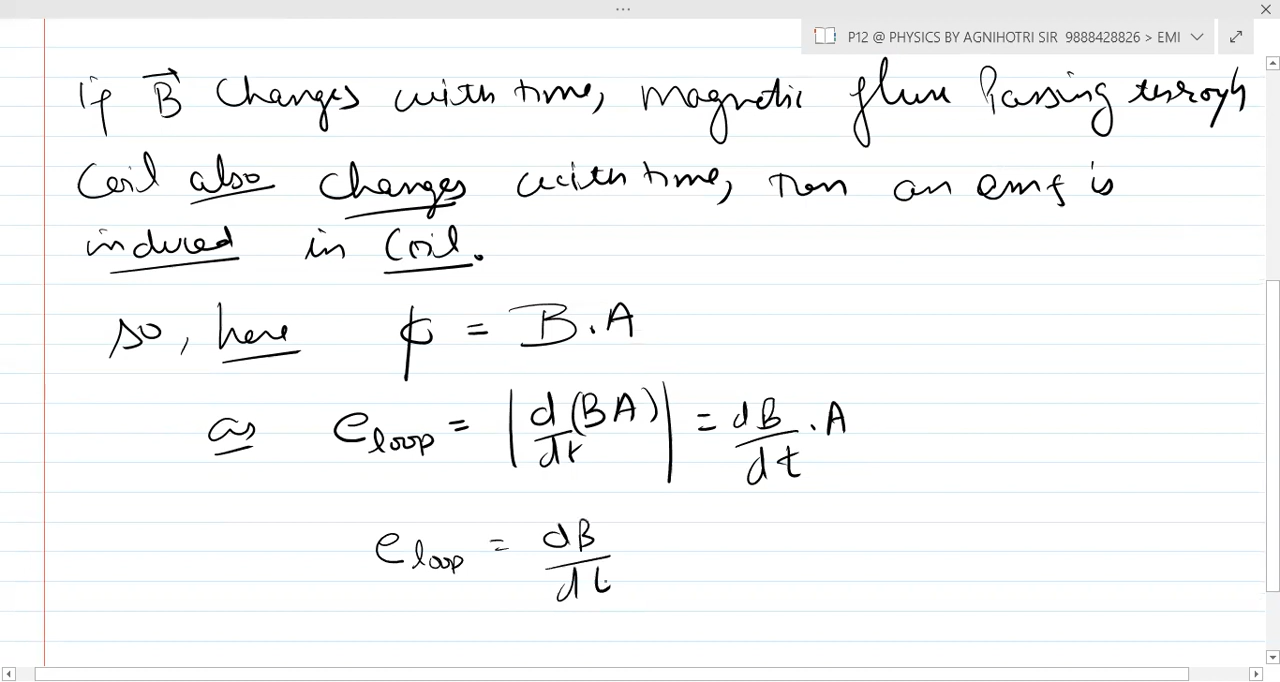 P12 @ PHYSICS BY AGNIHOTRI SIR 9888428826 > EMI
If B⃗ changes with time, magnetic flux passing through
Coil also changes with time, then an emf is
induced in Coil.
so, here ϕ = B.A
as e_loop = |d/dt (BA)| = dB/dt . A
e_loop = dB/dt